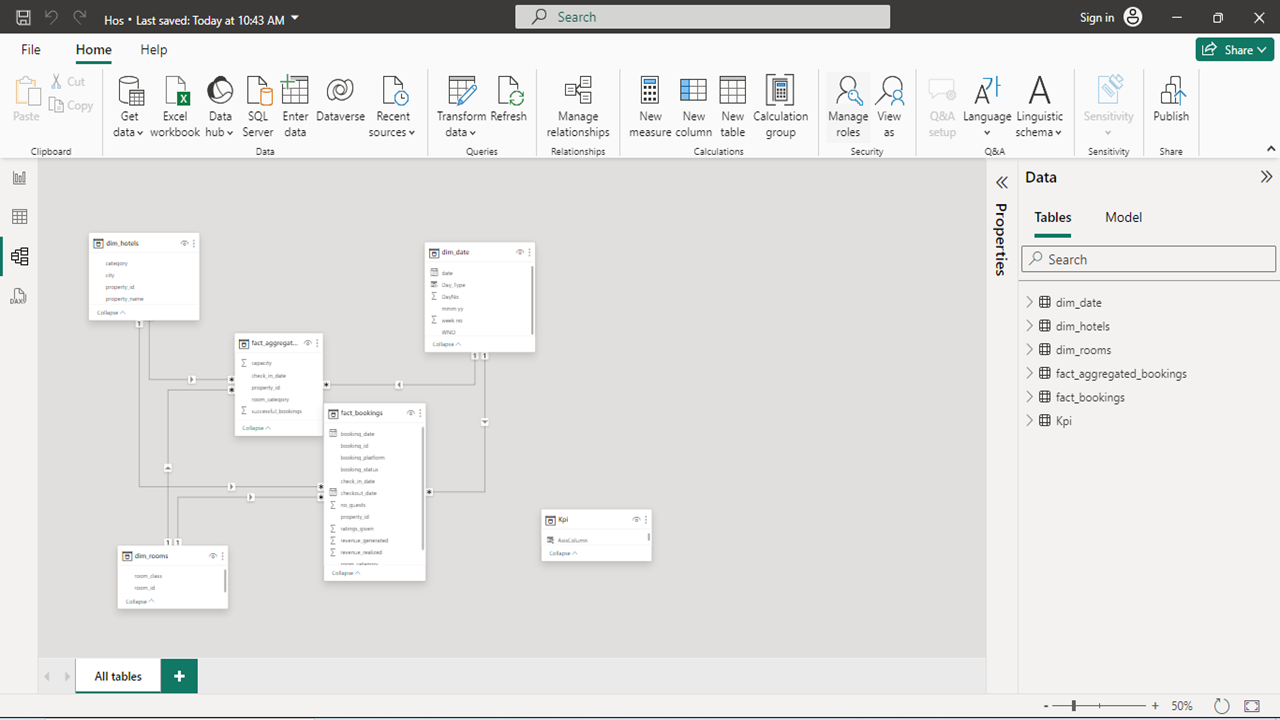 Hos • Last saved: Today at 10:43 AM
Search
Sign in
File
Home
Help
Share
Paste
Cut
Copy
Get data
Excel workbook
Data hub
SQL Server
Enter data
Dataverse
Recent sources
Transform data
Refresh
Manage relationships
New measure
New column
New table
Calculation group
Manage roles
View as
Q&A setup
Language
Linguistic schema
Sensitivity
Publish
Clipboard
Data
Queries
Relationships
Calculations
Security
Q&A
Sensitivity
Share
dim_hotels
category
city
property_id
property_name
Collapse
dim_date
date
Day_Type
DayNo
mmm yy
week no
WNO
Collapse
fact_aggregat...
capacity
check_in_date
property_id
room_category
successful_bookings
Collapse
fact_bookings
booking_date
booking_id
booking_platform
booking_status
check_in_date
checkout_date
no_guests
property_id
ratings_given
revenue_generated
revenue_realized
room_category
Collapse
dim_rooms
room_class
room_id
Collapse
Kpi
AxisColumn
Collapse
1
1 1
1 1
Properties
Data
Tables
Model
Search
dim_date
dim_hotels
dim_rooms
fact_aggregated_bookings
fact_bookings
Kpi
All tables
+
- + 50%